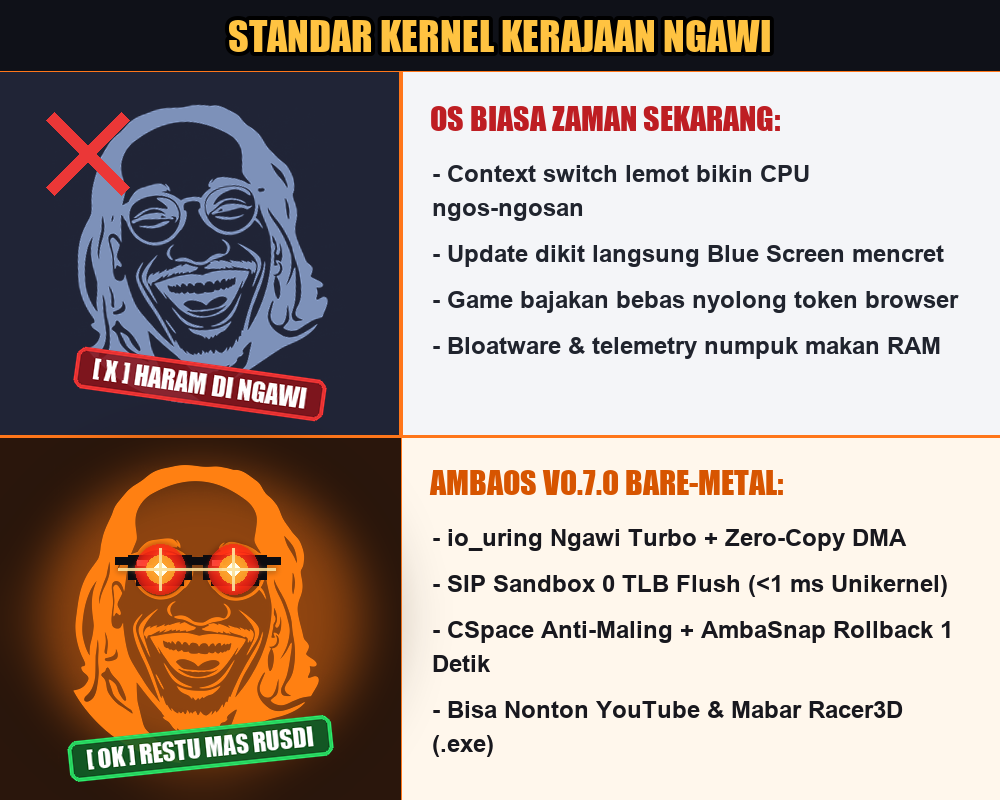 STANDAR KERNEL KERAJAAN NGAWI
OS BIASA ZAMAN SEKARANG:
- Context switch lemot bikin CPU
ngos-ngosan
- Update dikit langsung Blue Screen mencret
- Game bajakan bebas nyolong token browser
- Bloatware & telemetry numpuk makan RAM
[ X ] HARAM DI NGAWI
AMBAOS V0.7.0 BARE-METAL:
- io_uring Ngawi Turbo + Zero-Copy DMA
- SIP Sandbox 0 TLB Flush (<1 ms Unikernel)
- CSpace Anti-Maling + AmbaSnap Rollback 1
Detik
- Bisa Nonton YouTube & Mabar Racer3D
(.exe)
[ OK ] RESTU MAS RUSDI